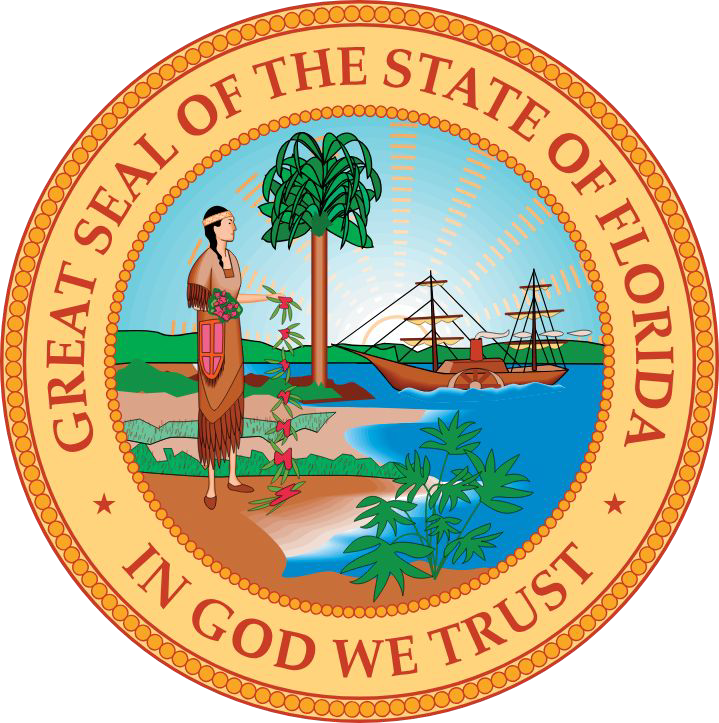 GREAT SEAL OF THE STATE OF FLORIDA
IN GOD WE TRUST